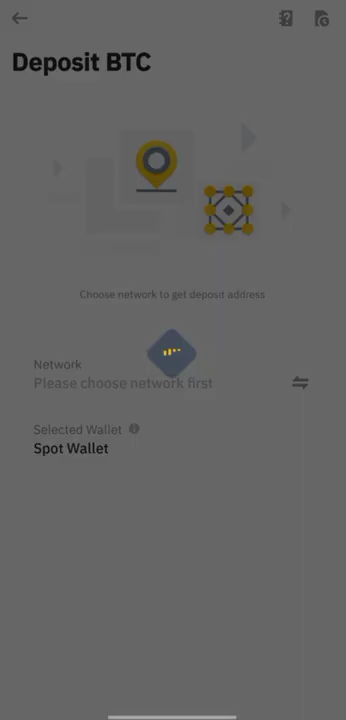 Deposit BTC
Choose network to get deposit address
Network
Please choose network first
Selected Wallet
Spot Wallet